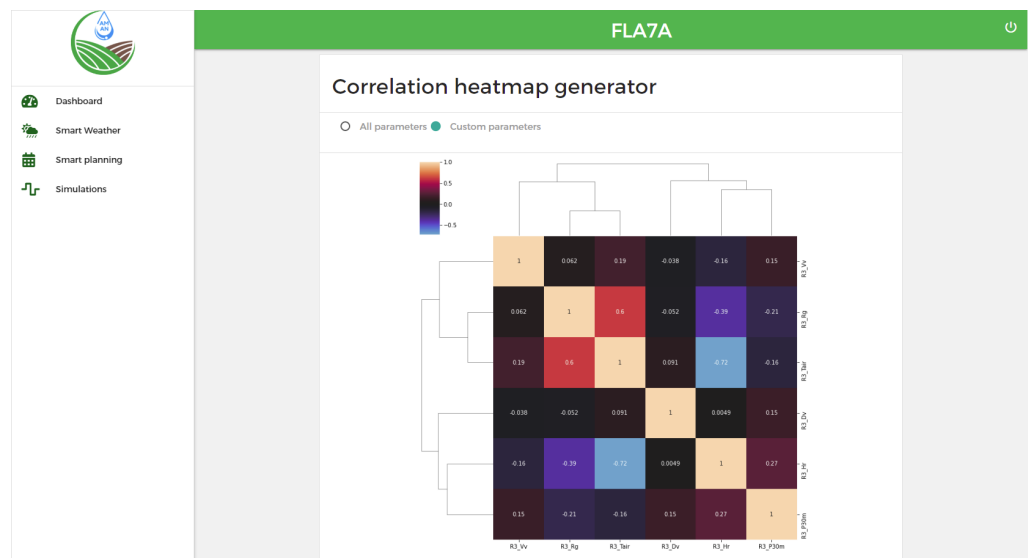 AM
AN
FLA7A
Dashboard
Smart Weather
Smart planning
Simulations
Correlation heatmap generator
All parameters Custom parameters
1.0
0.5
0.0
-0.5
1 0.062 0.19 -0.038 -0.16 0.15 R3_Vv
0.062 1 0.6 -0.052 -0.39 -0.21 R3_Rg
0.19 0.6 1 0.091 -0.72 -0.16 R3_Tair
-0.038 -0.052 0.091 1 0.0049 0.15 R3_Dv
-0.16 -0.39 -0.72 0.0049 1 0.27 R3_Hr
0.15 -0.21 -0.16 0.15 0.27 1 R3_P30m
R3_Vv R3_Rg R3_Tair R3_Dv R3_Hr R3_P30m